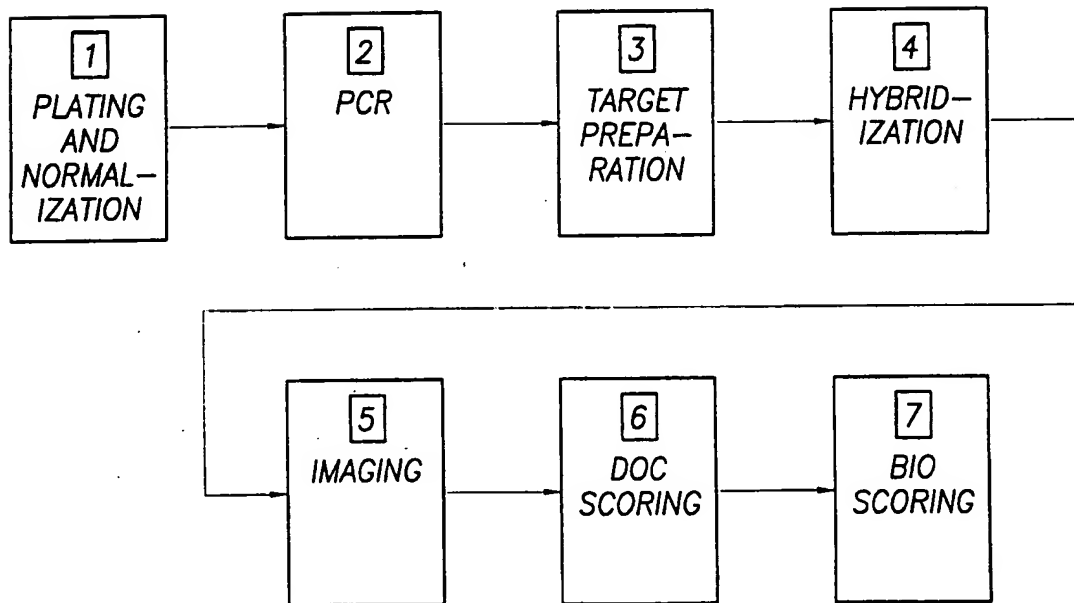 1
PLATING
AND
NORMAL-
IZATION
2
PCR
3
TARGET
PREPA-
RATION
4
HYBRID-
IZATION
5
IMAGING
6
DOC
SCORING
7
BIO
SCORING